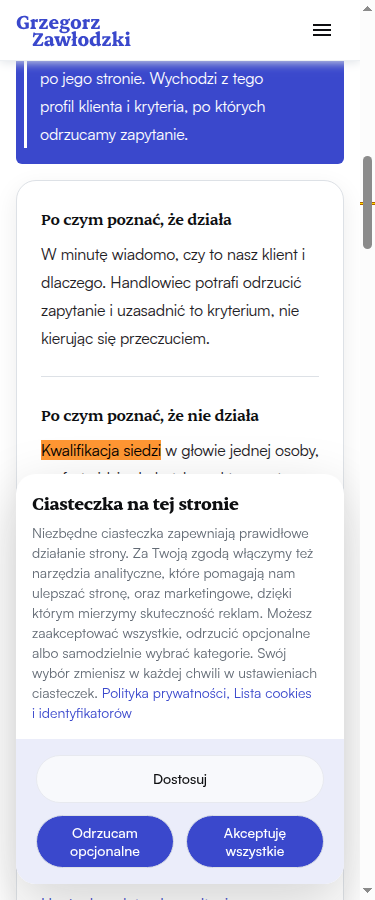 Grzegorz
Zawłodzki
po jego stronie. Wychodzi z tego
profil klienta i kryteria, po których
odrzucamy zapytanie.
Po czym poznać, że działa
W minutę wiadomo, czy to nasz klient i
dlaczego. Handlowiec potrafi odrzucić
zapytanie i uzasadnić to kryterium, nie
kierując się przeczuciem.
Po czym poznać, że nie działa
Kwalifikacja siedzi w głowie jednej osoby,
Ciasteczka na tej stronie
Niezbędne ciasteczka zapewniają prawidłowe
działanie strony. Za Twoją zgodą włączymy też
narzędzia analityczne, które pomagają nam
ulepszać stronę, oraz marketingowe, dzięki
którym mierzymy skuteczność reklam. Możesz
zaakceptować wszystkie, odrzucić opcjonalne
albo samodzielnie wybrać kategorie. Swój
wybór zmienisz w każdej chwili w ustawieniach
ciasteczek. Polityka prywatności, Lista cookies
i identyfikatorów
Dostosuj
Odrzucam
opcjonalne
Akceptuję
wszystkie